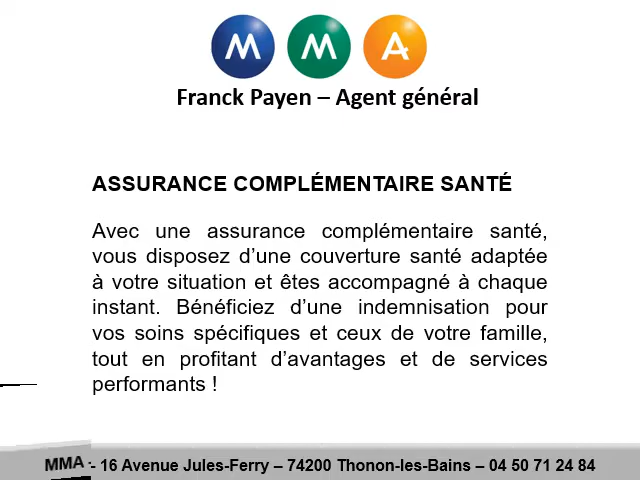 MMA
Franck Payen – Agent général
ASSURANCE COMPLÉMENTAIRE SANTÉ
Avec une assurance complémentaire santé,
vous disposez d’une couverture santé adaptée
à votre situation et êtes accompagné à chaque
instant. Bénéficiez d’une indemnisation pour
vos soins spécifiques et ceux de votre famille,
tout en profitant d’avantages et de services
performants !
MMA - 16 Avenue Jules-Ferry – 74200 Thonon-les-Bains – 04 50 71 24 84